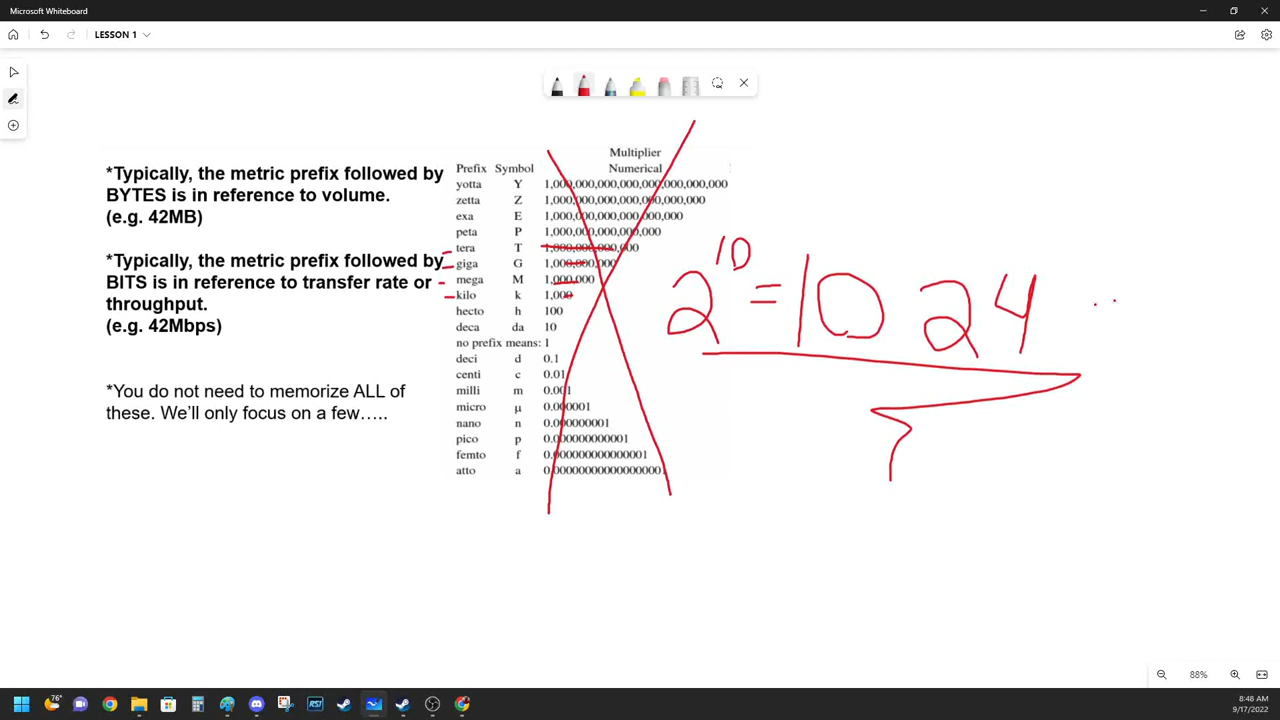 Microsoft Whiteboard
LESSON 1
*Typically, the metric prefix followed by
BYTES is in reference to volume.
(e.g. 42MB)
*Typically, the metric prefix followed by
BITS is in reference to transfer rate or
throughput.
(e.g. 42Mbps)
*You do not need to memorize ALL of
these. We'll only focus on a few.....
Multiplier
Prefix Symbol Numerical
yotta Y 1,000,000,000,000,000,000,000,000
zetta Z 1,000,000,000,000,000,000,000
exa E 1,000,000,000,000,000,000
peta P 1,000,000,000,000,000
tera T 1,000,000,000,000
giga G 1,000,000,000
mega M 1,000,000
kilo k 1,000
hecto h 100
deca da 10
no prefix means: 1
deci d 0.1
centi c 0.01
milli m 0.001
micro µ 0.000001
nano n 0.000000001
pico p 0.000000000001
femto f 0.000000000000001
atto a 0.000000000000000001
2^10 = 1024
88%
76°
RSI
8:48 AM
9/17/2022